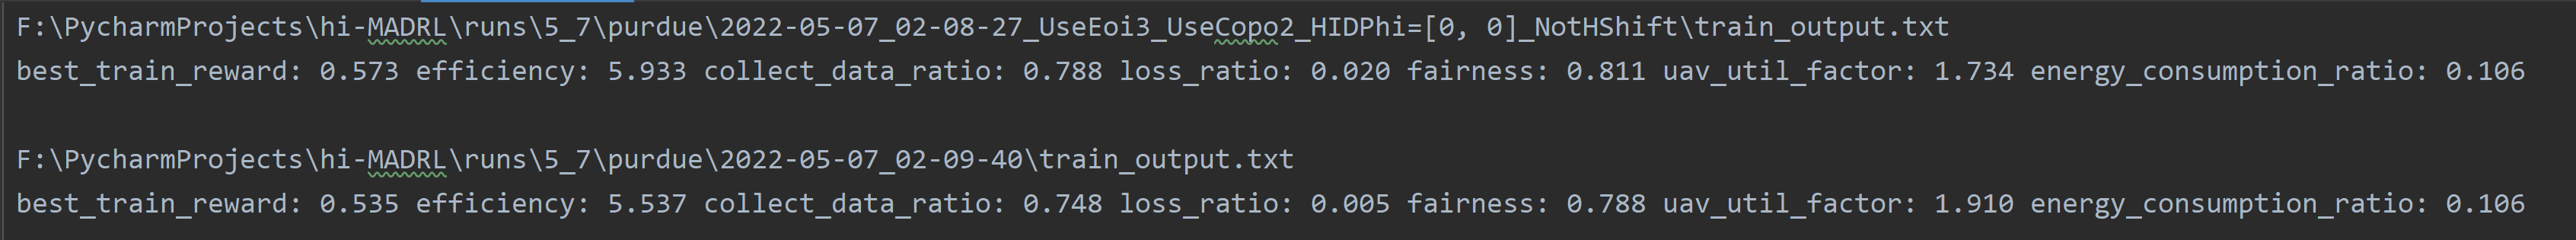 F:\PycharmProjects\hi-MADRL\runs\5_7\purdue\2022-05-07_02-08-27_UseEoi3_UseCopo2_HIDPhi=[0, 0]_NotHShift\train_output.txt
best_train_reward: 0.573 efficiency: 5.933 collect_data_ratio: 0.788 loss_ratio: 0.020 fairness: 0.811 uav_util_factor: 1.734 energy_consumption_ratio: 0.106
F:\PycharmProjects\hi-MADRL\runs\5_7\purdue\2022-05-07_02-09-40\train_output.txt
best_train_reward: 0.535 efficiency: 5.537 collect_data_ratio: 0.748 loss_ratio: 0.005 fairness: 0.788 uav_util_factor: 1.910 energy_consumption_ratio: 0.106